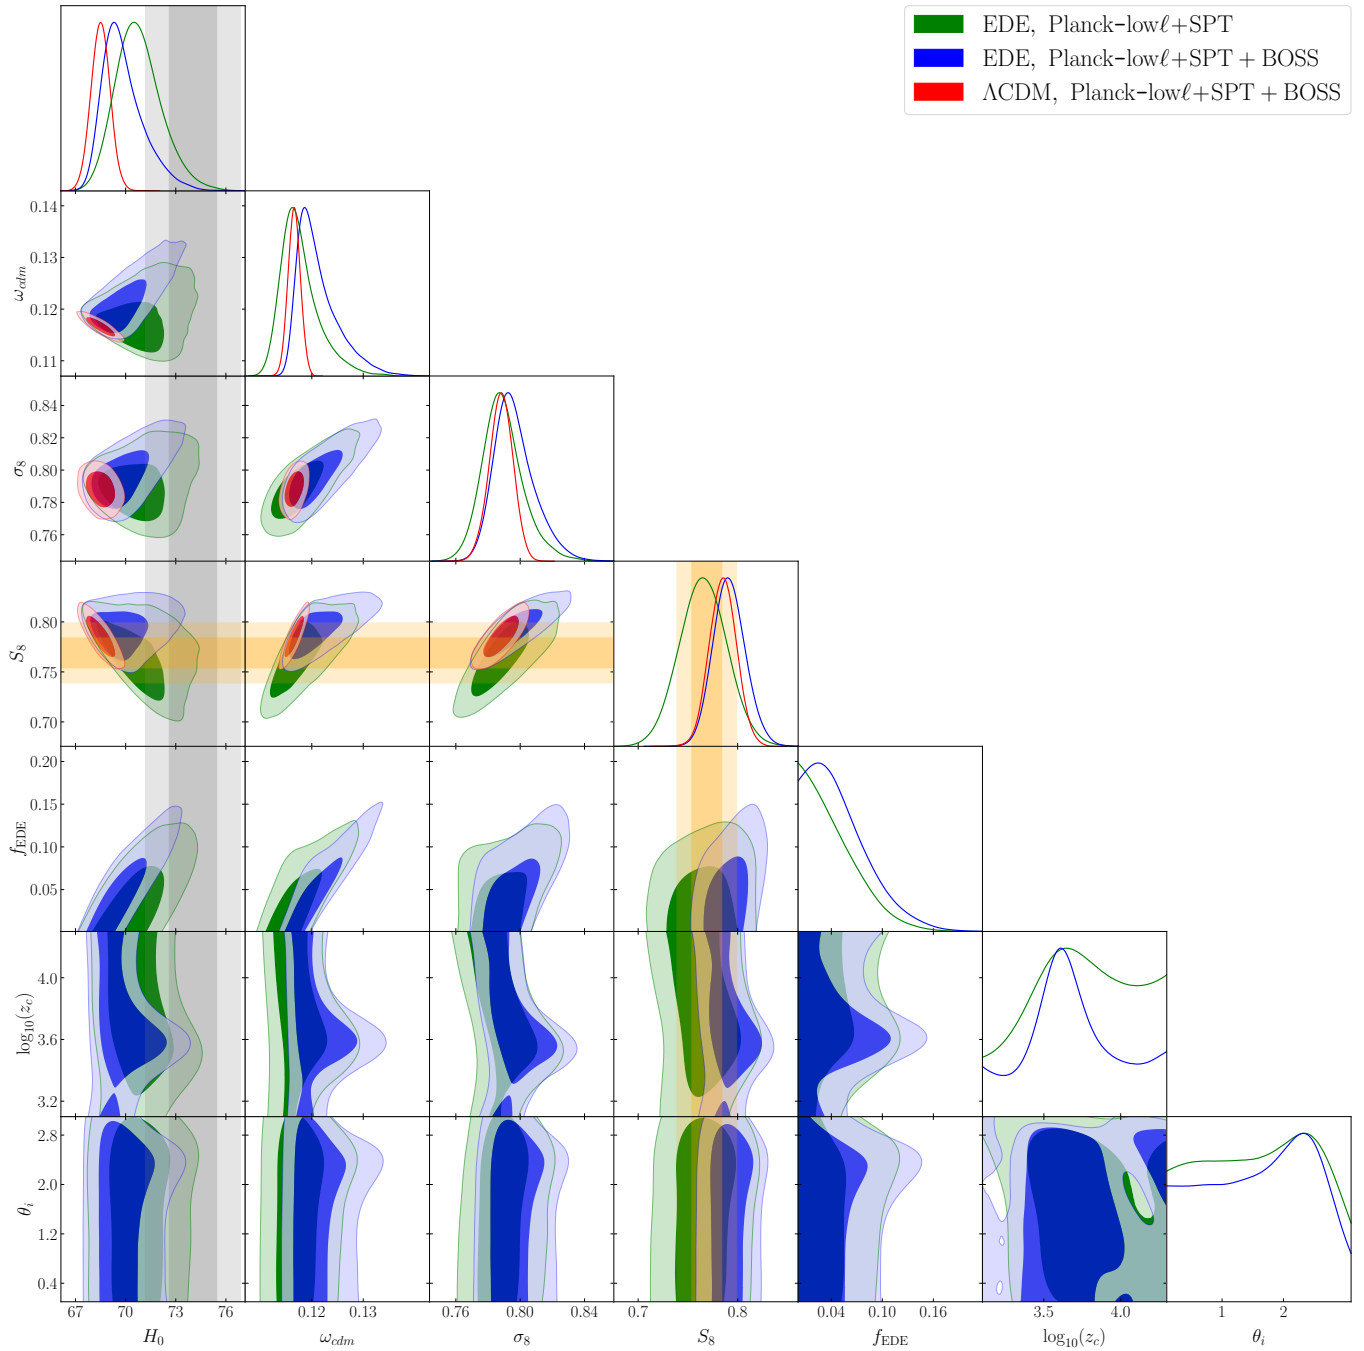 EDE, Planck-lowℓ+SPT
EDE, Planck-lowℓ+SPT + BOSS
ΛCDM, Planck-lowℓ+SPT + BOSS
0.14
0.13
0.12
0.11
ω_cdm
0.84
0.82
0.80
0.78
0.76
σ_8
0.80
0.75
0.70
S_8
0.20
0.15
0.10
0.05
f_EDE
4.0
3.6
3.2
log_10(z_c)
2.8
2.0
1.2
0.4
θ_i
67 70 73 76
0.12 0.13
0.76 0.80 0.84
0.7 0.8
0.04 0.10 0.16
3.5 4.0
1 2
H_0 ω_cdm σ_8 S_8 f_EDE log_10(z_c) θ_i